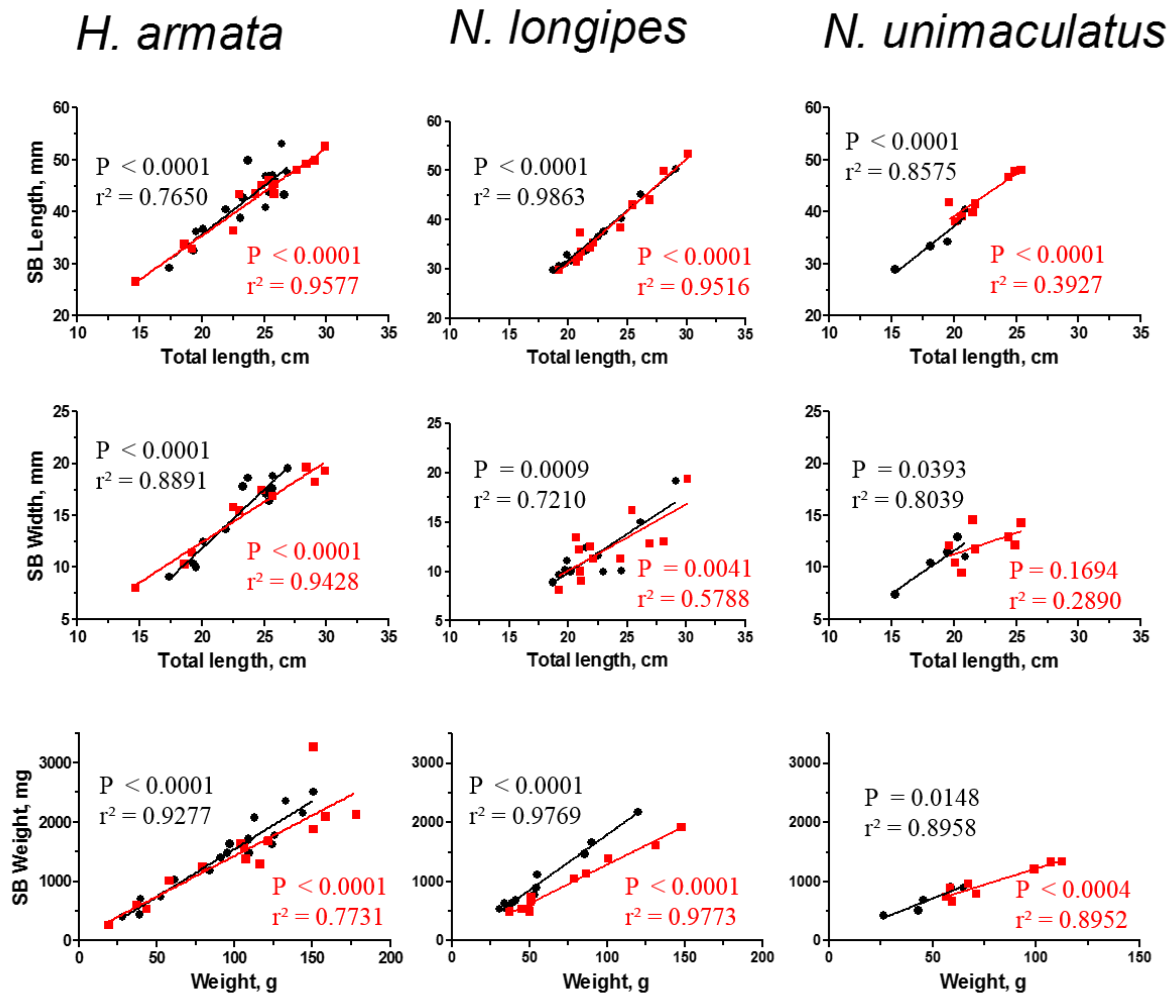 H. armata N. longipes N. unimaculatus
SB Length, mm
60
50
40
30
20
P < 0.0001
r² = 0.7650
P < 0.0001
r² = 0.9577
10 15 20 25 30 35
Total length, cm
60
50
40
30
20
P < 0.0001
r² = 0.9863
P < 0.0001
r² = 0.9516
10 15 20 25 30 35
Total length, cm
60
50
40
30
20
P < 0.0001
r² = 0.8575
P < 0.0001
r² = 0.3927
10 15 20 25 30 35
Total length, cm
SB Width, mm
25
20
15
10
5
P < 0.0001
r² = 0.8891
P < 0.0001
r² = 0.9428
10 15 20 25 30 35
Total length, cm
25
20
15
10
5
P = 0.0009
r² = 0.7210
P = 0.0041
r² = 0.5788
10 15 20 25 30 35
Total length, cm
25
20
15
10
5
P = 0.0393
r² = 0.8039
P = 0.1694
r² = 0.2890
10 15 20 25 30 35
Total length, cm
SB Weight, mg
3000
2000
1000
0
P < 0.0001
r² = 0.9277
P < 0.0001
r² = 0.7731
0 50 100 150 200
Weight, g
3000
2000
1000
0
P < 0.0001
r² = 0.9769
P < 0.0001
r² = 0.9773
0 50 100 150 200
Weight, g
3000
2000
1000
0
P = 0.0148
r² = 0.8958
P < 0.0004
r² = 0.8952
0 50 100 150
Weight, g